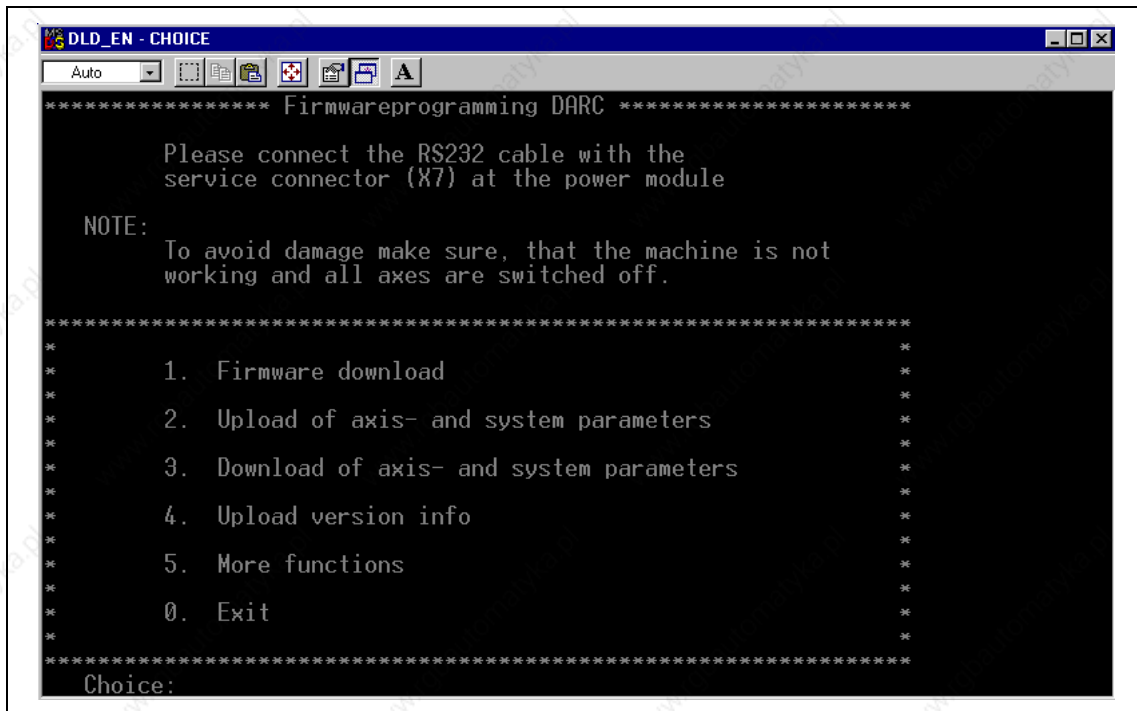 DLD_EN - CHOICE
Auto
A
****************** Firmwareprogramming DARC **********************
Please connect the RS232 cable with the
service connector (X7) at the power module
NOTE:
To avoid damage make sure, that the machine is not
working and all axes are switched off.
*****************************************************************
* *
* 1. Firmware download *
* *
* 2. Upload of axis- and system parameters *
* *
* 3. Download of axis- and system parameters *
* *
* 4. Upload version info *
* *
* 5. More functions *
* *
* 0. Exit *
* *
*****************************************************************
Choice: